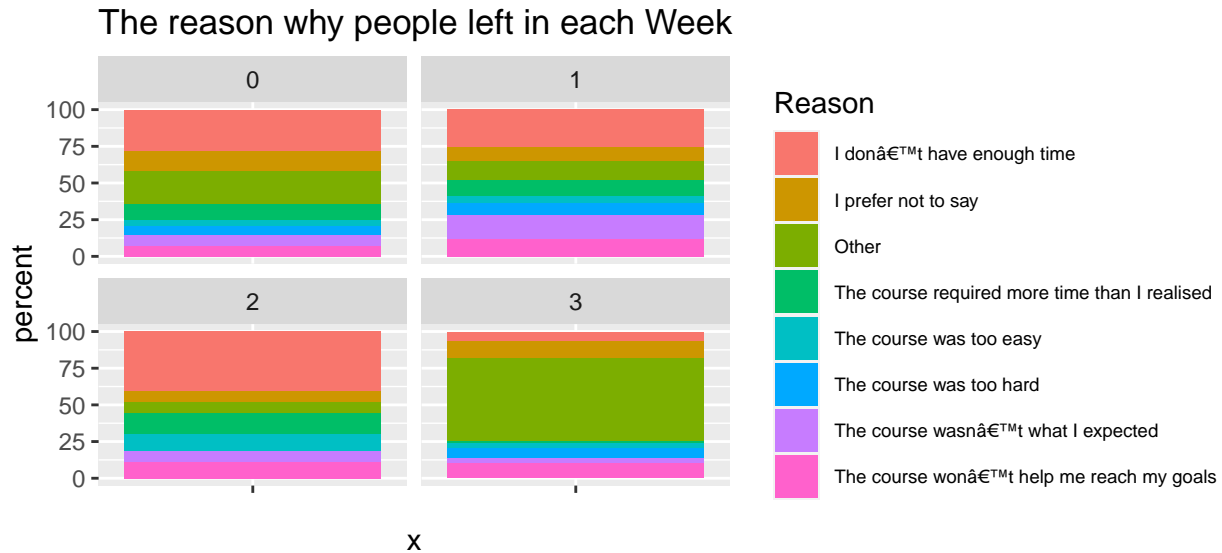 The reason why people left in each Week
0
1
100
75
50
25
0
2
3
100
75
50
25
0
percent
x
Reason
I donâ€™t have enough time
I prefer not to say
Other
The course required more time than I realised
The course was too easy
The course was too hard
The course wasnâ€™t what I expected
The course wonâ€™t help me reach my goals